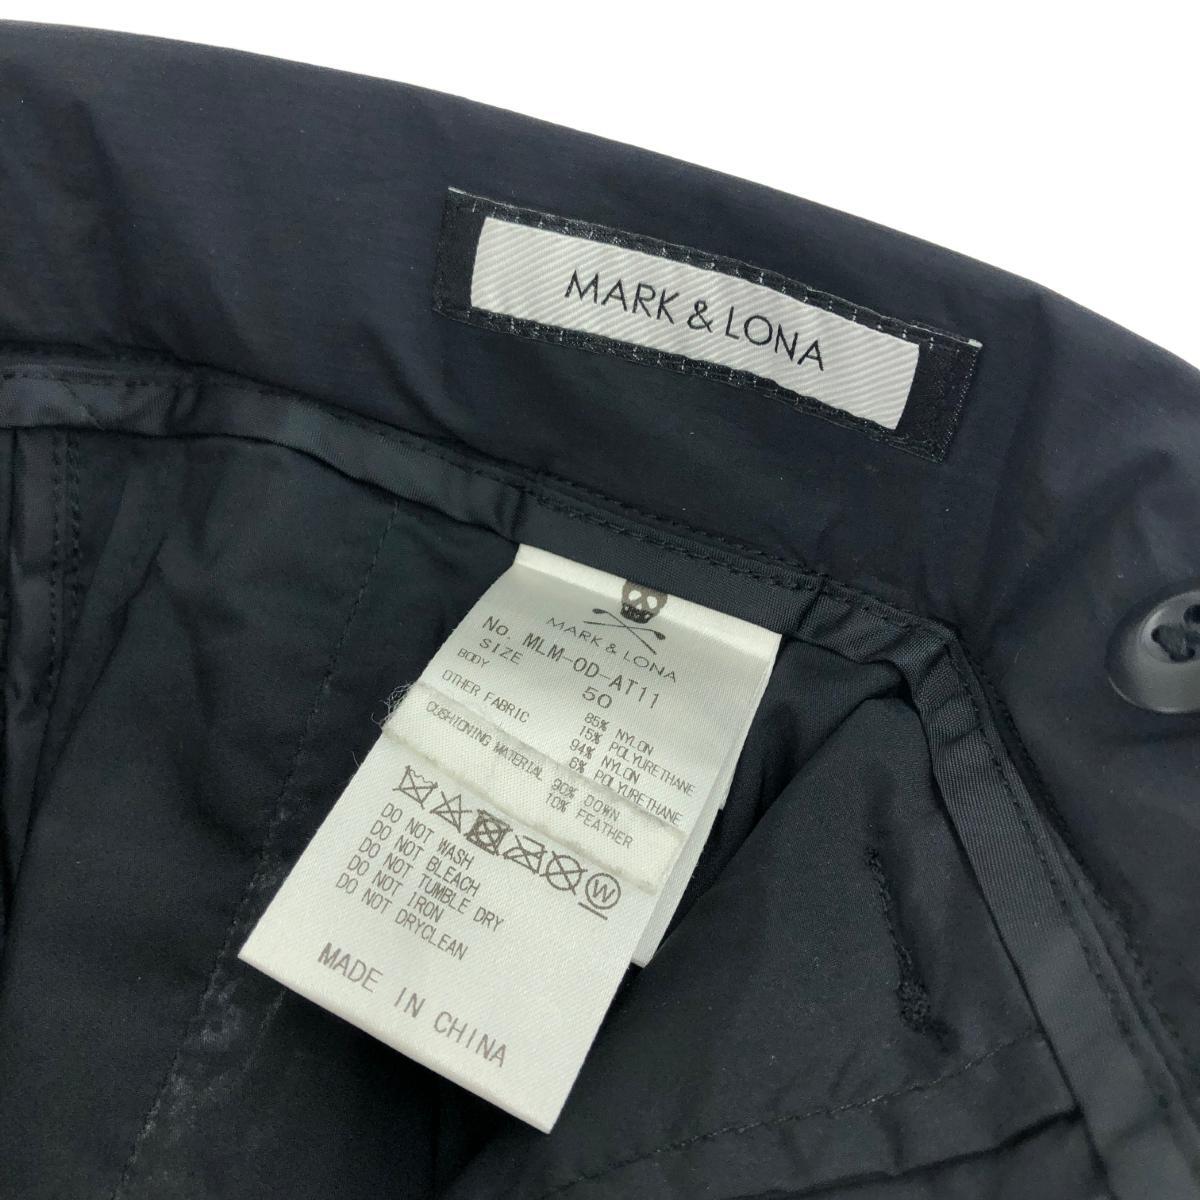 MARK & LONA
MARK & LONA
No. MLM-OD-AT11
SIZE 50
BODY 85% NYLON
15% POLYURETHANE
OTHER FABRIC 94% NYLON
6% POLYURETHANE
CUSHIONING MATERIAL 90% DOWN
10% FEATHER
W
DO NOT WASH
DO NOT BLEACH
DO NOT TUMBLE DRY
DO NOT IRON
DO NOT DRYCLEAN
MADE IN CHINA